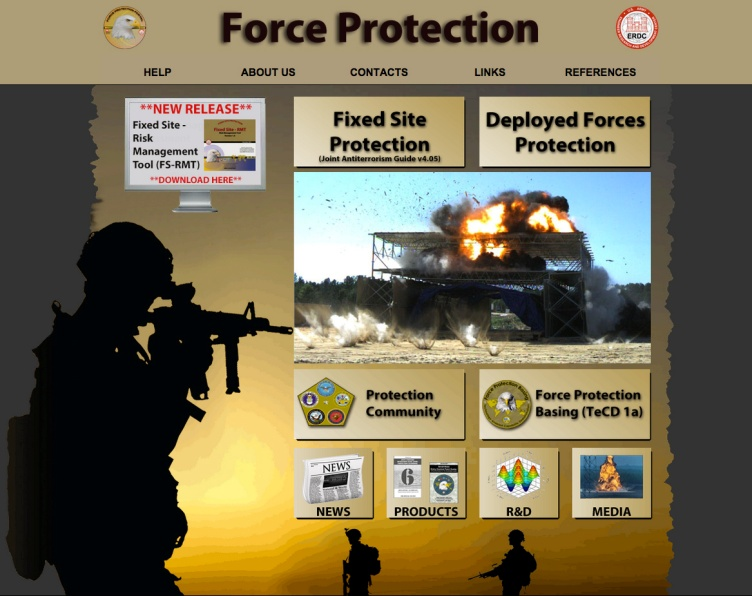 Force Protection
ERDC
HELP
ABOUT US
CONTACTS
LINKS
REFERENCES
**NEW RELEASE**
Fixed Site -
Risk
Management
Tool (FS-RMT)
**DOWNLOAD HERE**
Fixed Site
Protection
(Joint Antiterrorism Guide v4.05)
Deployed Forces
Protection
Protection
Community
Force Protection
Basing (TeCD 1a)
NEWS
NEWS
6
PRODUCTS
R&D
MEDIA